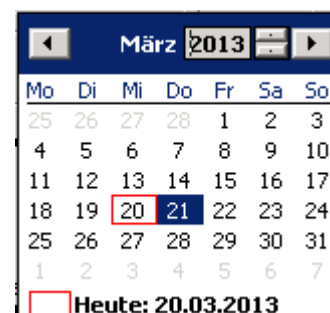 März 2013
Mo Di Mi Do Fr Sa So
25 26 27 28 1 2 3
4 5 6 7 8 9 10
11 12 13 14 15 16 17
18 19 20 21 22 23 24
25 26 27 28 29 30 31
1 2 3 4 5 6 7
Heute: 20.03.2013